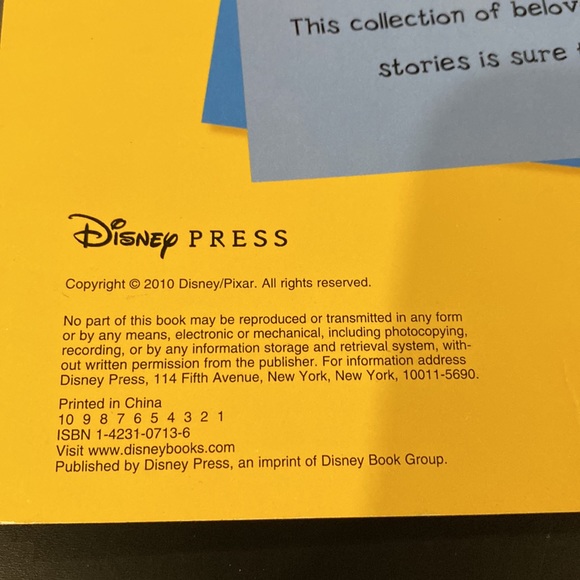 This collection of
stories is sure
Disney PRESS
Copyright © 2010 Disney/Pixar. All rights reserved.
No part of this book may be reproduced or transmitted in any form
or by any means, electronic or mechanical, including photocopying,
recording, or by any information storage and retrieval system, with-
out written permission from the publisher. For information address
Disney Press, 114 Fifth Avenue, New York, New York, 10011-5690.
Printed in China
10 9 8 7 6 5 4 3 2 1
ISBN 1-4231-0713-6
Visit www.disneybooks.com
Published by Disney Press, an imprint of Disney Book Group.